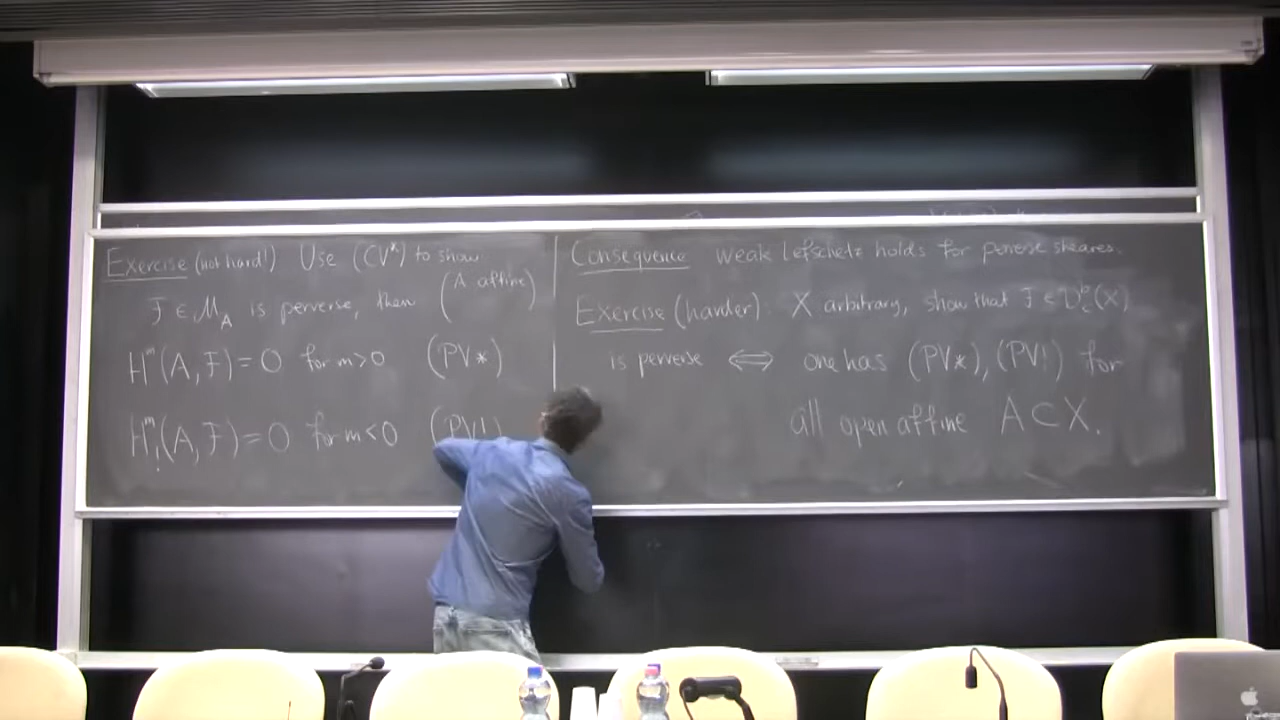 Exercise (not hard!) Use (CV*) to show
F ∈ M_A is perverse, then (A affine)
H^m(A, F) = 0 for m > 0 (PV*)
H^m_!(A, F) = 0 for m < 0 (PV!)
Consequence weak Lefschetz holds for perverse sheaves.
Exercise (harder): X arbitrary, show that F ∈ D^b_c(X)
is perverse ⟺ one has (PV*), (PV!) for
all open affine A ⊂ X.